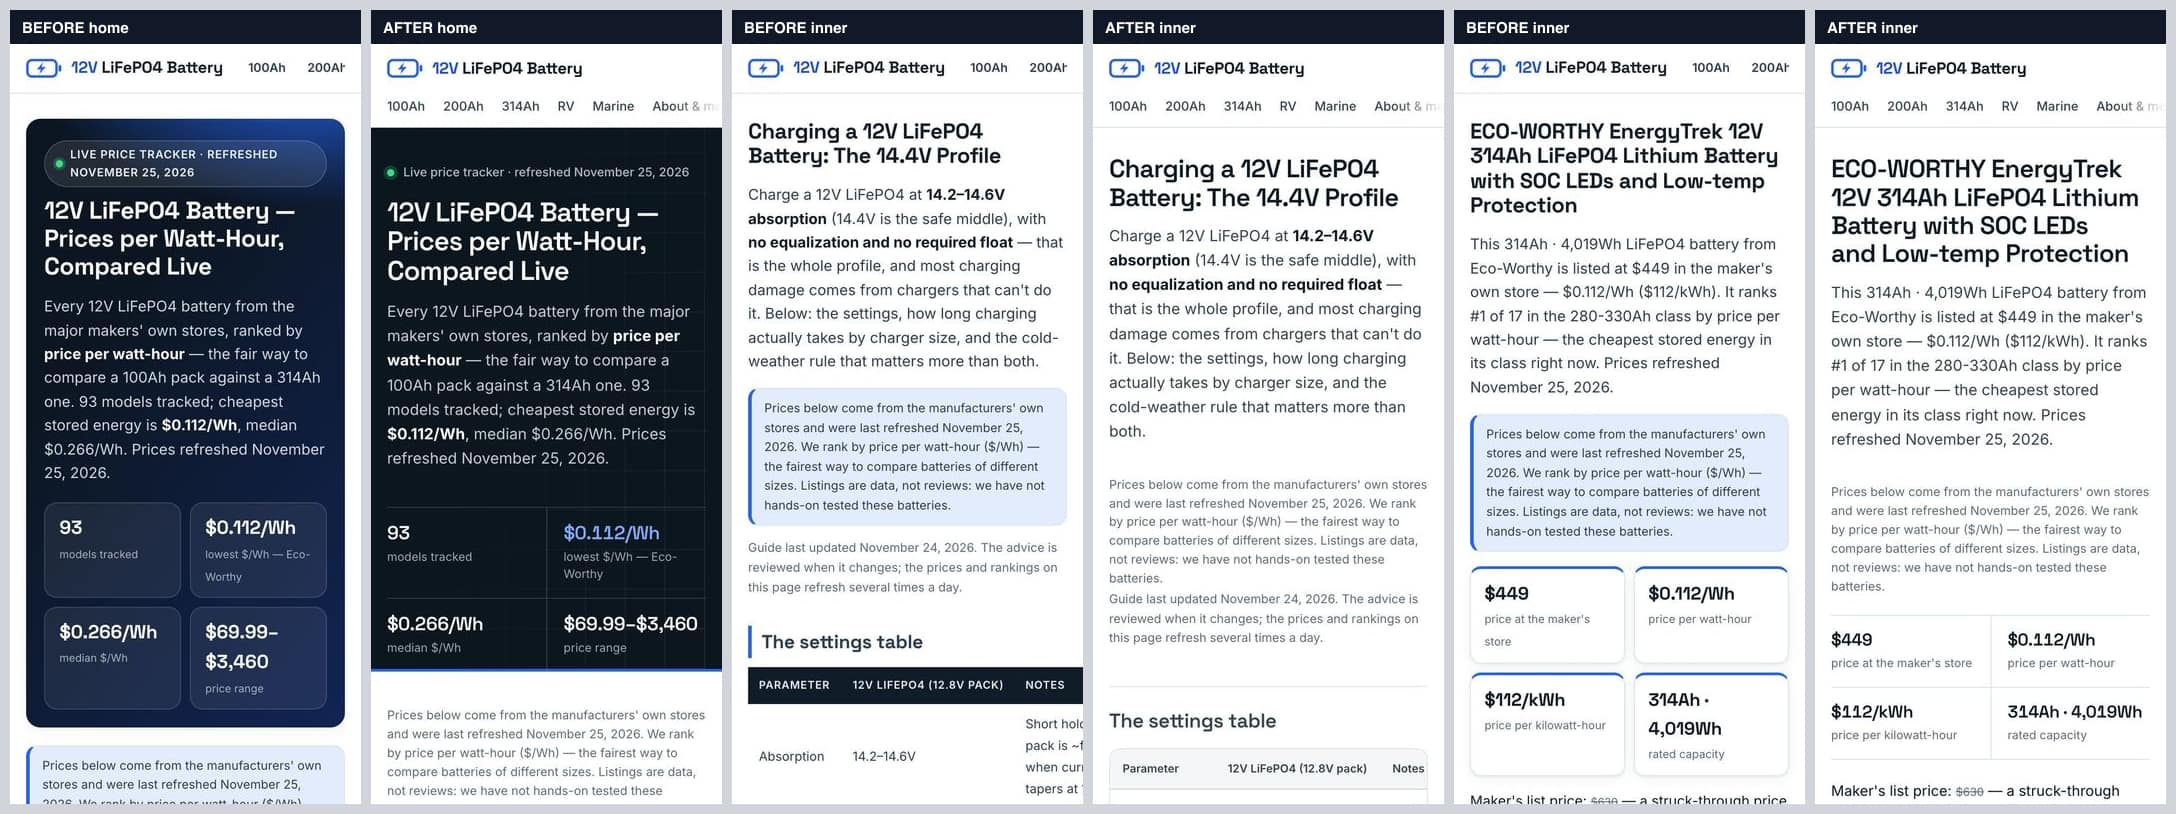 BEFORE home
12V LiFePO4 Battery 100Ah 200Ah
LIVE PRICE TRACKER · REFRESHED
NOVEMBER 25, 2026
12V LiFePO4 Battery —
Prices per Watt-Hour,
Compared Live
Every 12V LiFePO4 battery from the
major makers' own stores, ranked by
price per watt-hour — the fair way to
compare a 100Ah pack against a 314Ah
one. 93 models tracked; cheapest
stored energy is $0.112/Wh, median
$0.266/Wh. Prices refreshed November
25, 2026.
93
models tracked
$0.112/Wh
lowest $/Wh — Eco-
Worthy
$0.266/Wh
median $/Wh
$69.99–
$3,460
price range
Prices below come from the manufacturers' own
stores and were last refreshed November 25,
2026. We rank by price per watt-hour ($/Wh)
AFTER home
12V LiFePO4 Battery
100Ah 200Ah 314Ah RV Marine About &
Live price tracker · refreshed November 25, 2026
12V LiFePO4 Battery —
Prices per Watt-Hour,
Compared Live
Every 12V LiFePO4 battery from the major
makers' own stores, ranked by price per
watt-hour — the fair way to compare a
100Ah pack against a 314Ah one. 93
models tracked; cheapest stored energy is
$0.112/Wh, median $0.266/Wh. Prices
refreshed November 25, 2026.
93
models tracked
$0.112/Wh
lowest $/Wh — Eco-
Worthy
$0.266/Wh
median $/Wh
$69.99–$3,460
price range
Prices below come from the manufacturers' own stores
and were last refreshed November 25, 2026. We rank
by price per watt-hour ($/Wh) — the fairest way to
compare batteries of different sizes. Listings are data,
not reviews: we have not hands-on tested these
BEFORE inner
12V LiFePO4 Battery 100Ah 200Ah
Charging a 12V LiFePO4
Battery: The 14.4V Profile
Charge a 12V LiFePO4 at 14.2–14.6V
absorption (14.4V is the safe middle), with
no equalization and no required float — that
is the whole profile, and most charging
damage comes from chargers that can't do
it. Below: the settings, how long charging
actually takes by charger size, and the cold-
weather rule that matters more than both.
Prices below come from the manufacturers' own
stores and were last refreshed November 25,
2026. We rank by price per watt-hour ($/Wh) —
the fairest way to compare batteries of different
sizes. Listings are data, not reviews: we have not
hands-on tested these batteries.
Guide last updated November 24, 2026. The advice is
reviewed when it changes; the prices and rankings on
this page refresh several times a day.
The settings table
PARAMETER 12V LIFEPO4 (12.8V PACK) NOTES
Absorption 14.2–14.6V
Short
pack is
when
tapers at
AFTER inner
12V LiFePO4 Battery
100Ah 200Ah 314Ah RV Marine About &
Charging a 12V LiFePO4
Battery: The 14.4V Profile
Charge a 12V LiFePO4 at 14.2–14.6V
absorption (14.4V is the safe middle), with
no equalization and no required float —
that is the whole profile, and most charging
damage comes from chargers that can't do
it. Below: the settings, how long charging
actually takes by charger size, and the
cold-weather rule that matters more than
both.
Prices below come from the manufacturers' own stores
and were last refreshed November 25, 2026. We rank
by price per watt-hour ($/Wh) — the fairest way to
compare batteries of different sizes. Listings are data,
not reviews: we have not hands-on tested these
batteries.
Guide last updated November 24, 2026. The advice is
reviewed when it changes; the prices and rankings on
this page refresh several times a day.
The settings table
Parameter 12V LiFePO4 (12.8V pack) Notes
BEFORE inner
12V LiFePO4 Battery 100Ah 200Ah
ECO-WORTHY EnergyTrek 12V
314Ah LiFePO4 Lithium Battery
with SOC LEDs and Low-temp
Protection
This 314Ah · 4,019Wh LiFePO4 battery from
Eco-Worthy is listed at $449 in the maker's
own store — $0.112/Wh ($112/kWh). It ranks
#1 of 17 in the 280-330Ah class by price per
watt-hour — the cheapest stored energy in
its class right now. Prices refreshed
November 25, 2026.
Prices below come from the manufacturers' own
stores and were last refreshed November 25,
2026. We rank by price per watt-hour ($/Wh) —
the fairest way to compare batteries of different
sizes. Listings are data, not reviews: we have not
hands-on tested these batteries.
$449
price at the maker's
store
$0.112/Wh
price per watt-hour
$112/kWh
price per kilowatt-hour
314Ah ·
4,019Wh
rated capacity
Maker's list price: $630 — a struck-through price
AFTER inner
12V LiFePO4 Battery
100Ah 200Ah 314Ah RV Marine About &
ECO-WORTHY EnergyTrek
12V 314Ah LiFePO4 Lithium
Battery with SOC LEDs
and Low-temp Protection
This 314Ah · 4,019Wh LiFePO4 battery from
Eco-Worthy is listed at $449 in the maker's
own store — $0.112/Wh ($112/kWh). It ranks
#1 of 17 in the 280-330Ah class by price
per watt-hour — the cheapest stored
energy in its class right now. Prices
refreshed November 25, 2026.
Prices below come from the manufacturers' own stores
and were last refreshed November 25, 2026. We rank
by price per watt-hour ($/Wh) — the fairest way to
compare batteries of different sizes. Listings are data,
not reviews: we have not hands-on tested these
batteries.
$449
price at the maker's store
$0.112/Wh
price per watt-hour
$112/kWh
price per kilowatt-hour
314Ah · 4,019Wh
rated capacity
Maker's list price: $630 — a struck-through